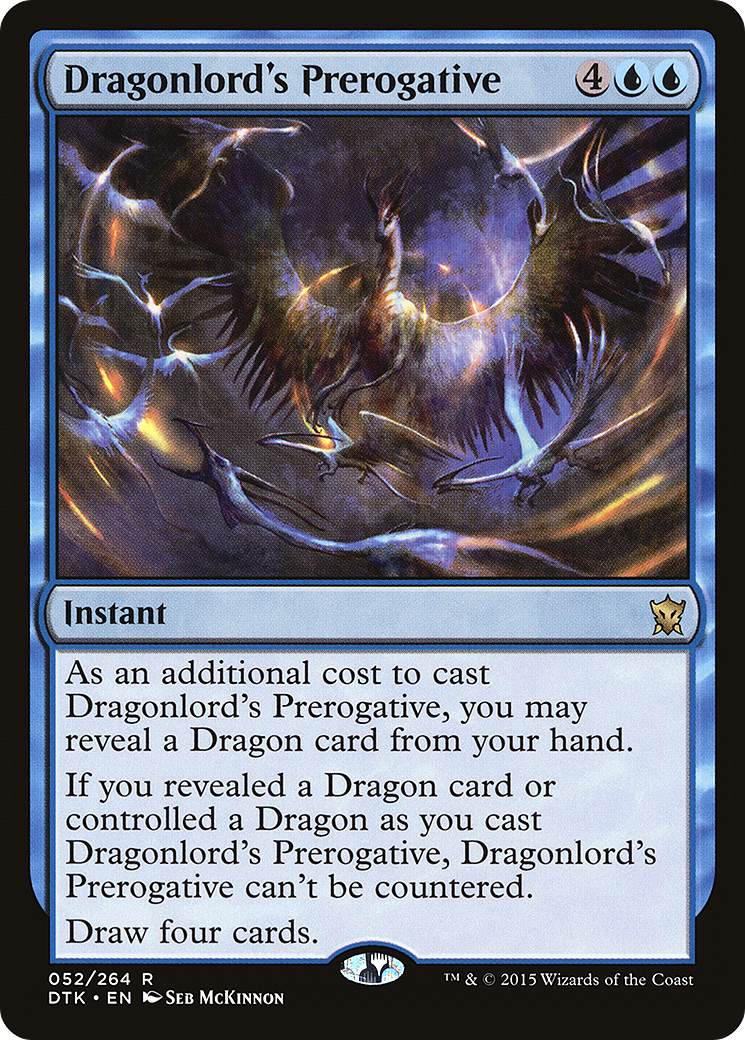 Dragonlord's Prerogative 4
Instant
As an additional cost to cast
Dragonlord's Prerogative, you may
reveal a Dragon card from your hand.
If you revealed a Dragon card or
controlled a Dragon as you cast
Dragonlord's Prerogative, Dragonlord's
Prerogative can't be countered.
Draw four cards.
052/264 R
DTK • EN Seb McKinnon
™ & © 2015 Wizards of the Coast